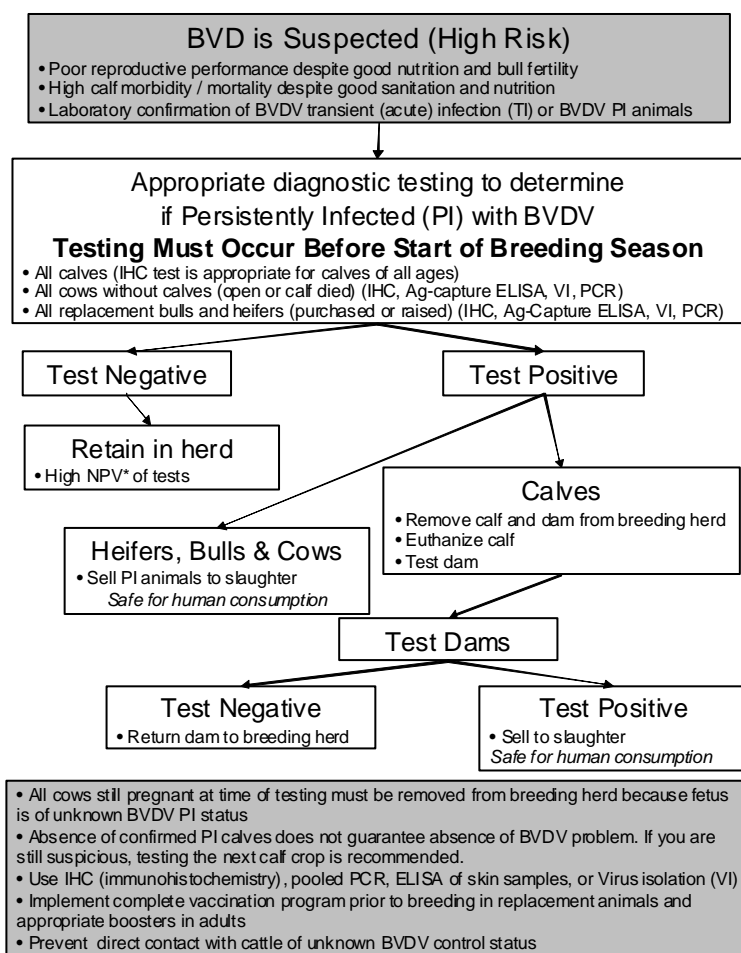 BVD is Suspected (High Risk)
• Poor reproductive performance despite good nutrition and bull fertility
• High calf morbidity / mortality despite good sanitation and nutrition
• Laboratory confirmation of BVDV transient (acute) infection (TI) or BVDV PI animals
Appropriate diagnostic testing to determine
if Persistently Infected (PI) with BVDV
Testing Must Occur Before Start of Breeding Season
• All calves (IHC test is appropriate for calves of all ages)
• All cows without calves (open or calf died) (IHC, Ag-capture ELISA, VI, PCR)
• All replacement bulls and heifers (purchased or raised) (IHC, Ag-Capture ELISA, VI, PCR)
Test Negative
Test Positive
Retain in herd
• High NPV* of tests
Calves
• Remove calf and dam from breeding herd
• Euthanize calf
• Test dam
Heifers, Bulls & Cows
• Sell PI animals to slaughter
Safe for human consumption
Test Dams
Test Negative
• Return dam to breeding herd
Test Positive
• Sell to slaughter
Safe for human consumption
• All cows still pregnant at time of testing must be removed from breeding herd because fetus
is of unknown BVDV PI status
• Absence of confirmed PI calves does not guarantee absence of BVDV problem. If you are
still suspicious, testing the next calf crop is recommended.
• Use IHC (immunohistochemistry), pooled PCR, ELISA of skin samples, or Virus isolation (VI)
• Implement complete vaccination program prior to breeding in replacement animals and
appropriate boosters in adults
• Prevent direct contact with cattle of unknown BVDV control status